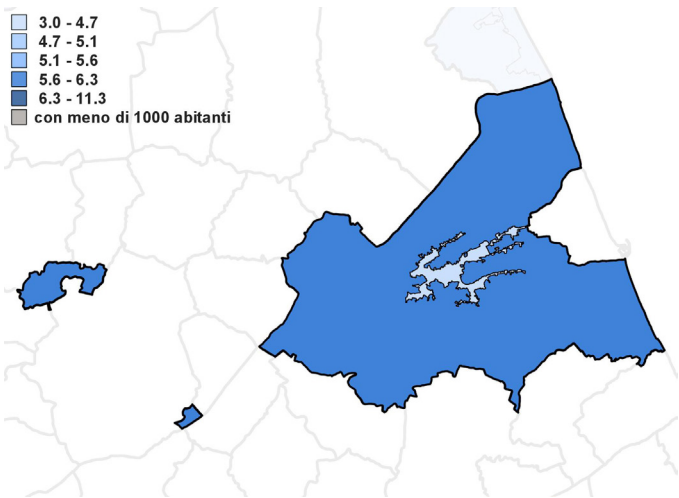 3.0 - 4.7
4.7 - 5.1
5.1 - 5.6
5.6 - 6.3
6.3 - 11.3
con meno di 1000 abitanti